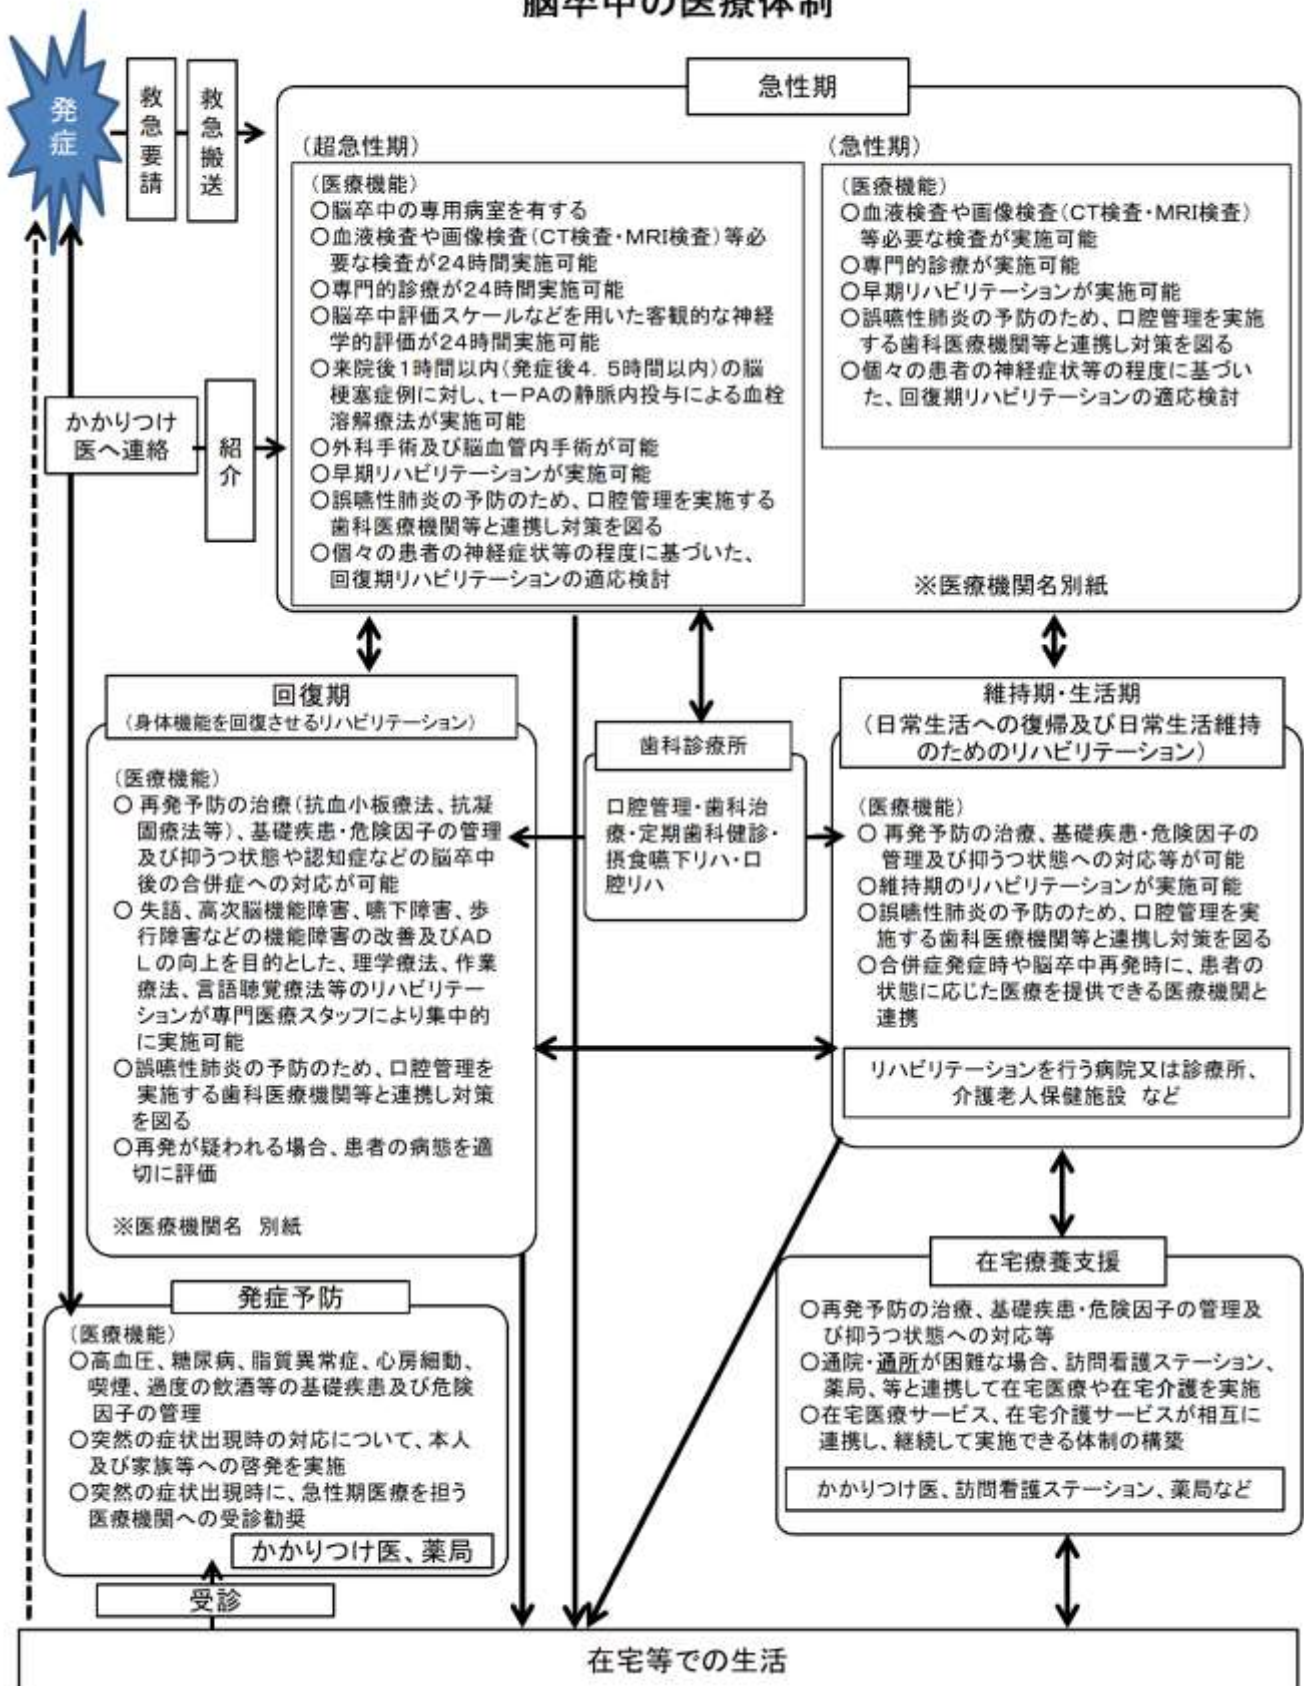 脳卒中の医療体制
発症
救急要請
救急搬送
急性期
（超急性期）
（医療機能）
○脳卒中の専用病室を有する
○血液検査や画像検査（CT検査・MRI検査）等必
要な検査が24時間実施可能
○専門的診療が24時間実施可能
○脳卒中評価スケールなどを用いた客観的な神経
学的評価が24時間実施可能
○来院後1時間以内（発症後4．5時間以内）の脳
梗塞症例に対し、t－PAの静脈内投与による血栓
溶解療法が実施可能
○外科手術及び脳血管内手術が可能
○早期リハビリテーションが実施可能
○誤嚥性肺炎の予防のため、口腔管理を実施する
歯科医療機関等と連携し対策を図る
○個々の患者の神経症状等の程度に基づいた、
回復期リハビリテーションの適応検討
（急性期）
（医療機能）
○血液検査や画像検査（CT検査・MRI検査）
等必要な検査が実施可能
○専門的診療が実施可能
○早期リハビリテーションが実施可能
○誤嚥性肺炎の予防のため、口腔管理を実施
する歯科医療機関等と連携し対策を図る
○個々の患者の神経症状等の程度に基づい
た、回復期リハビリテーションの適応検討
※医療機関名別紙
かかりつけ
医へ連絡
紹介
回復期
（身体機能を回復させるリハビリテーション）
（医療機能）
○ 再発予防の治療（抗血小板療法、抗凝
固療法等）、基礎疾患・危険因子の管理
及び抑うつ状態や認知症などの脳卒中
後の合併症への対応が可能
○ 失語、高次脳機能障害、嚥下障害、歩
行障害などの機能障害の改善及びAD
Lの向上を目的とした、理学療法、作業
療法、言語聴覚療法等のリハビリテー
ションが専門医療スタッフにより集中的
に実施可能
○誤嚥性肺炎の予防のため、口腔管理を
実施する歯科医療機関等と連携し対策
を図る
○再発が疑われる場合、患者の病態を適
切に評価
※医療機関名 別紙
歯科診療所
口腔管理・歯科治
療・定期歯科健診・
摂食嚥下リハ・口
腔リハ
維持期・生活期
（日常生活への復帰及び日常生活維持
のためのリハビリテーション）
（医療機能）
○ 再発予防の治療、基礎疾患・危険因子の
管理及び抑うつ状態への対応等が可能
○維持期のリハビリテーションが実施可能
○誤嚥性肺炎の予防のため、口腔管理を実
施する歯科医療機関等と連携し対策を図る
○合併症発症時や脳卒中再発時に、患者の
状態に応じた医療を提供できる医療機関と
連携
リハビリテーションを行う病院又は診療所、
介護老人保健施設 など
発症予防
（医療機能）
○高血圧、糖尿病、脂質異常症、心房細動、
喫煙、過度の飲酒等の基礎疾患及び危険
因子の管理
○突然の症状出現時の対応について、本人
及び家族等への啓発を実施
○突然の症状出現時に、急性期医療を担う
医療機関への受診勧奨
かかりつけ医、薬局
受診
在宅療養支援
○再発予防の治療、基礎疾患・危険因子の管理及
び抑うつ状態への対応等
○通院・通所が困難な場合、訪問看護ステーション、
薬局、等と連携して在宅医療や在宅介護を実施
○在宅医療サービス、在宅介護サービスが相互に
連携し、継続して実施できる体制の構築
かかりつけ医、訪問看護ステーション、薬局など
在宅等での生活